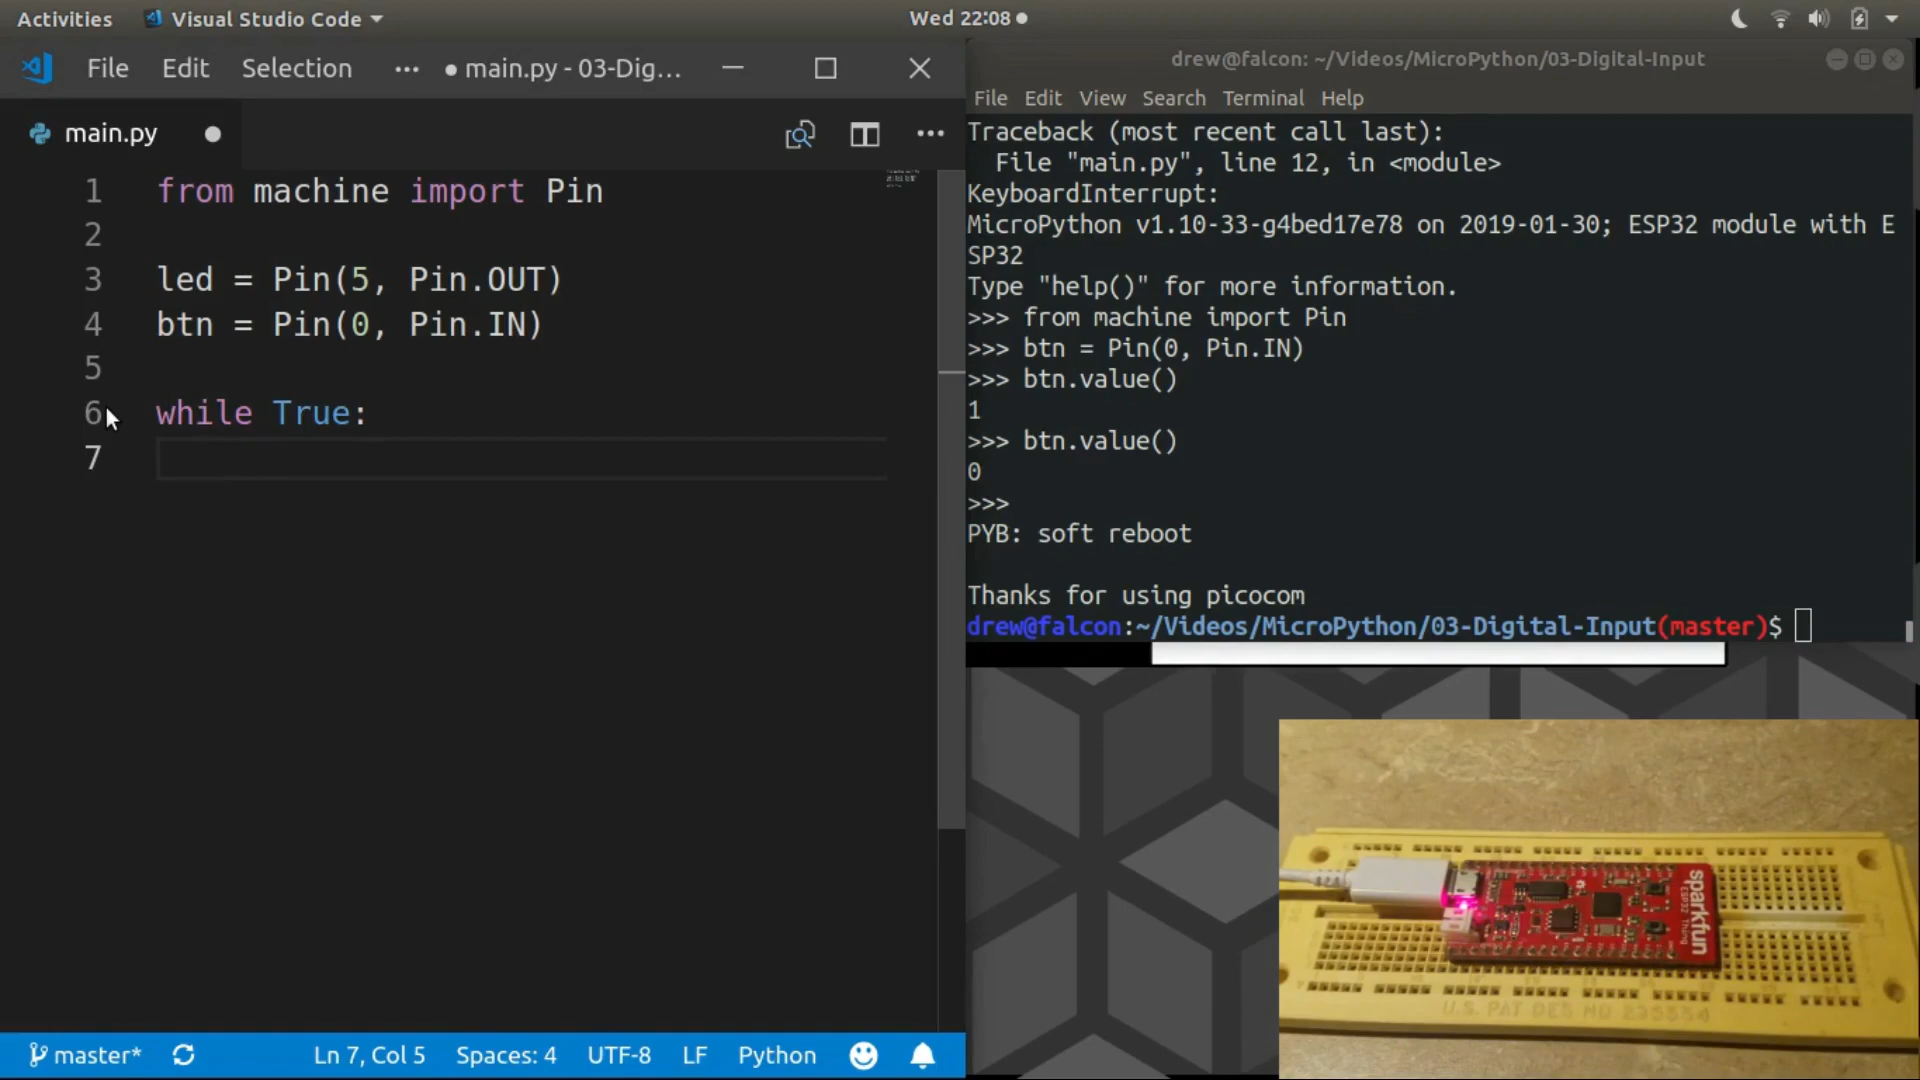 Activities
Visual Studio Code
Wed 22:08
File Edit Selection ··· ● main.py - 03-Dig...
main.py
1 from machine import Pin
2
3 led = Pin(5, Pin.OUT)
4 btn = Pin(0, Pin.IN)
5
6 while True:
7
master* Ln 7, Col 5 Spaces: 4 UTF-8 LF Python
drew@falcon: ~/Videos/MicroPython/03-Digital-Input
File Edit View Search Terminal Help
Traceback (most recent call last):
File "main.py", line 12, in <module>
KeyboardInterrupt:
MicroPython v1.10-33-g4bed17e78 on 2019-01-30; ESP32 module with E
SP32
Type "help()" for more information.
>>> from machine import Pin
>>> btn = Pin(0, Pin.IN)
>>> btn.value()
1
>>> btn.value()
0
>>>
PYB: soft reboot
Thanks for using picocom
drew@falcon:~/Videos/MicroPython/03-Digital-Input(master)$
sparkfun
ESP32 Thing
U.S. PAT DES NO 235554